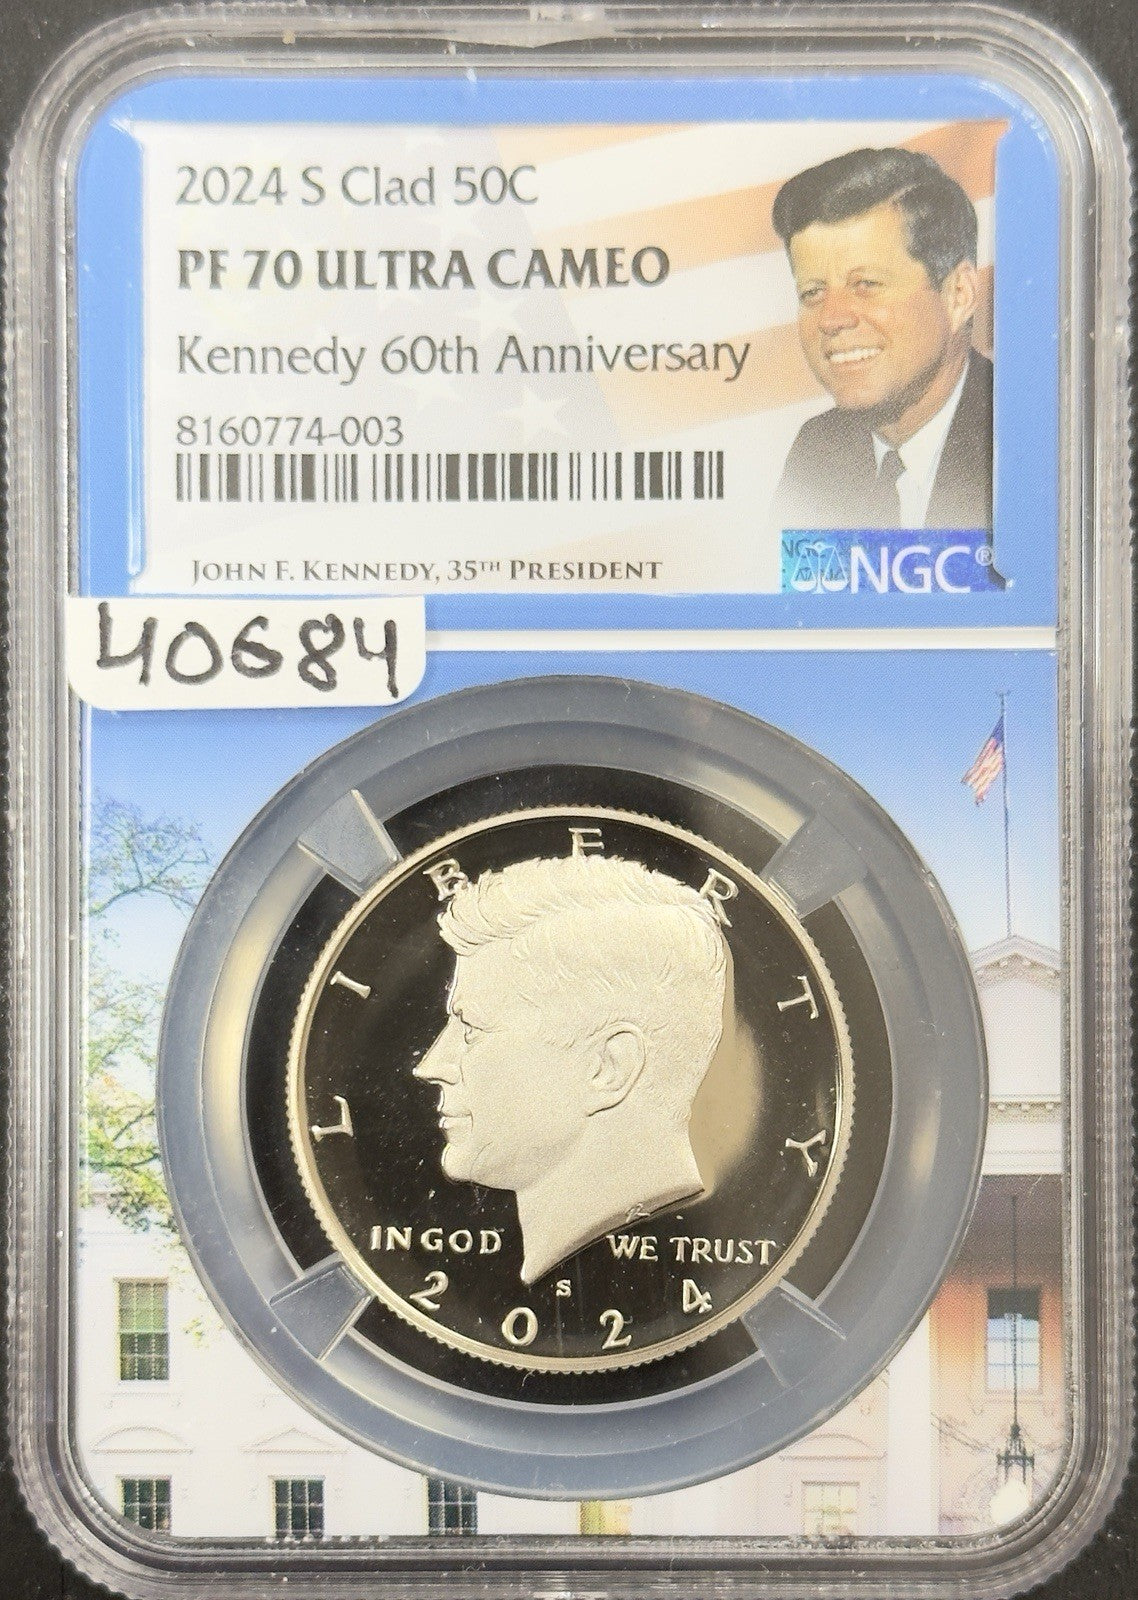 2024 S Clad 50C
PF 70 ULTRA CAMEO
Kennedy 60th Anniversary
8160774-003
JOHN F. KENNEDY, 35TH PRESIDENT
NGC®
40684
LIBERTY
IN GOD WE TRUST
S
2024